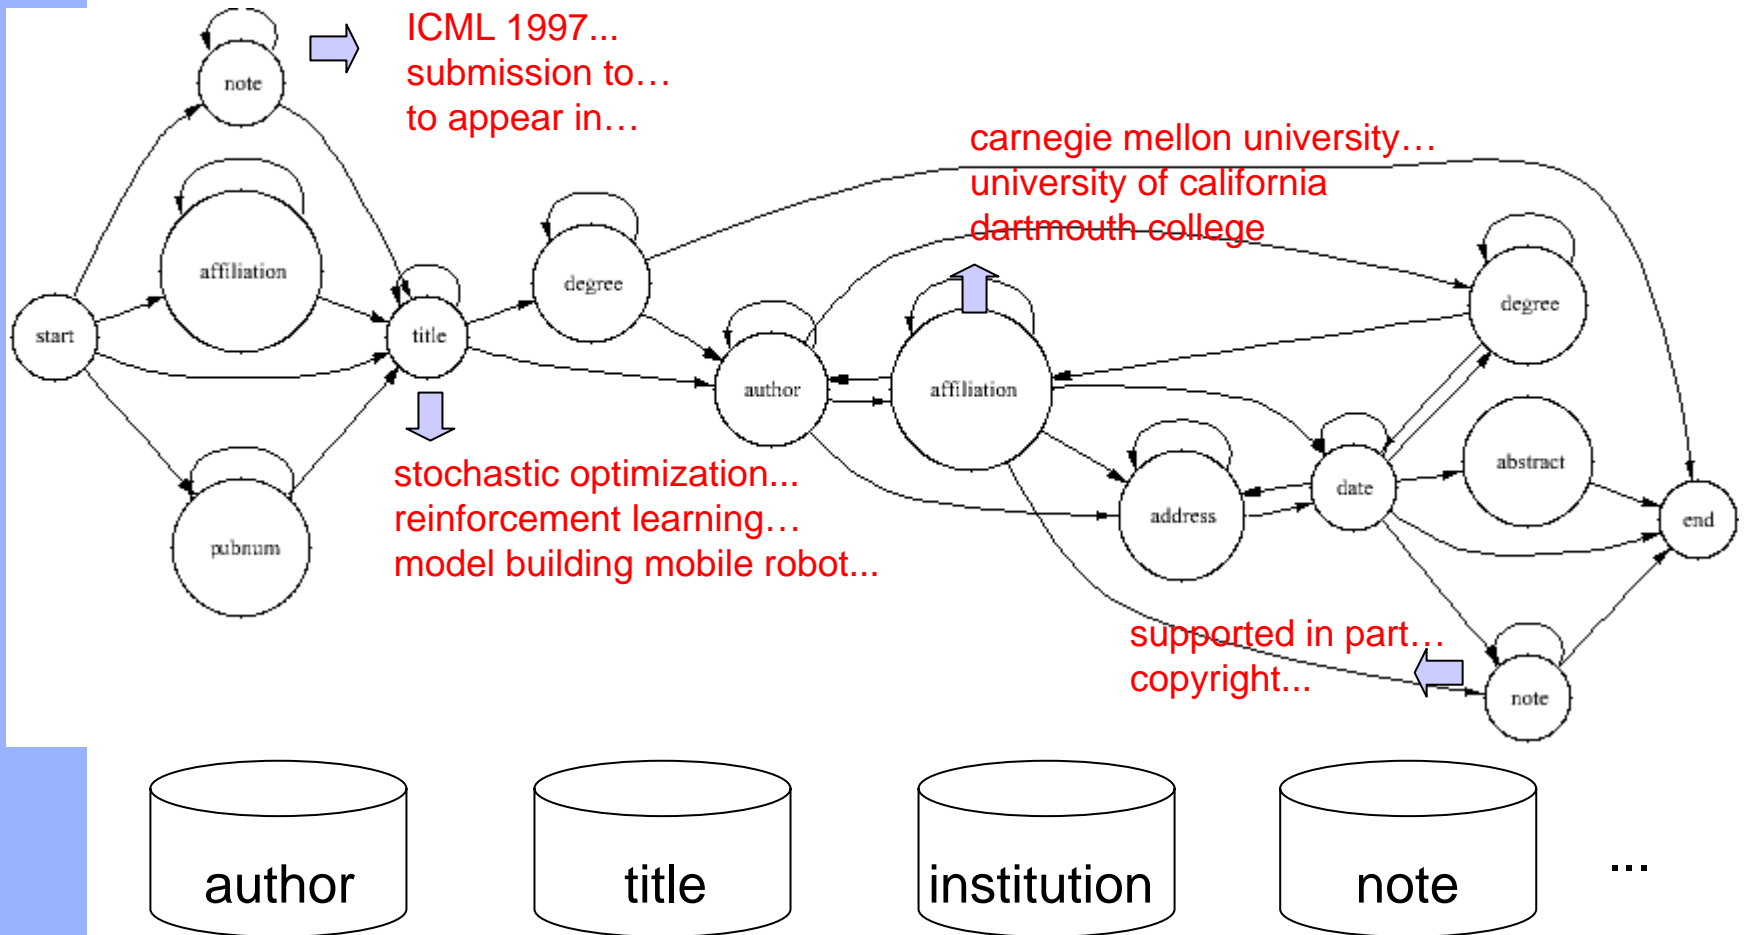 ICML 1997...
submission to…
to appear in…
note
carnegie mellon university…
university of california
dartmouth college
affiliation
degree
degree
start
title
author
affiliation
stochastic optimization...
reinforcement learning…
model building mobile robot...
abstract
date
address
end
pubnum
supported in part…
copyright...
note
author
title
institution
note
...